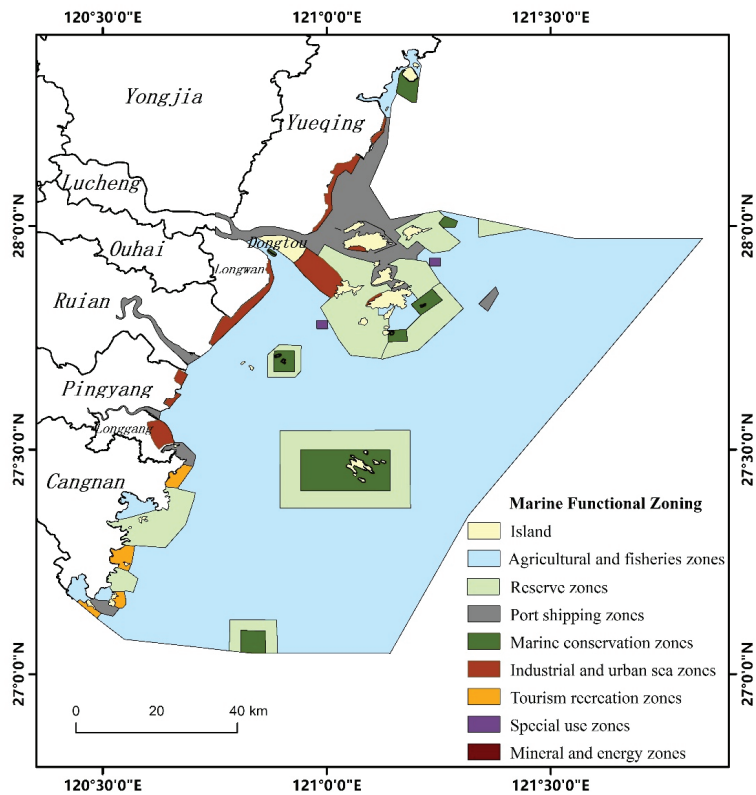 120°30'0"E 121°0'0"E 121°30'0"E
Yongjia
Yueqing
Lucheng
28°0'0"N 28°0'0"N
Ouhai
Dongtou
Longwan
Ruian
Pingyang
Longgang
27°30'0"N 27°30'0"N
Cangnan
Marine Functional Zoning
Island
Agricultural and fisheries zones
Reserve zones
Port shipping zones
Marine conservation zones
Industrial and urban sea zones
Tourism recreation zones
Special use zones
Mineral and energy zones
27°0'0"N 27°0'0"N
0 20 40 km
120°30'0"E 121°0'0"E 121°30'0"E